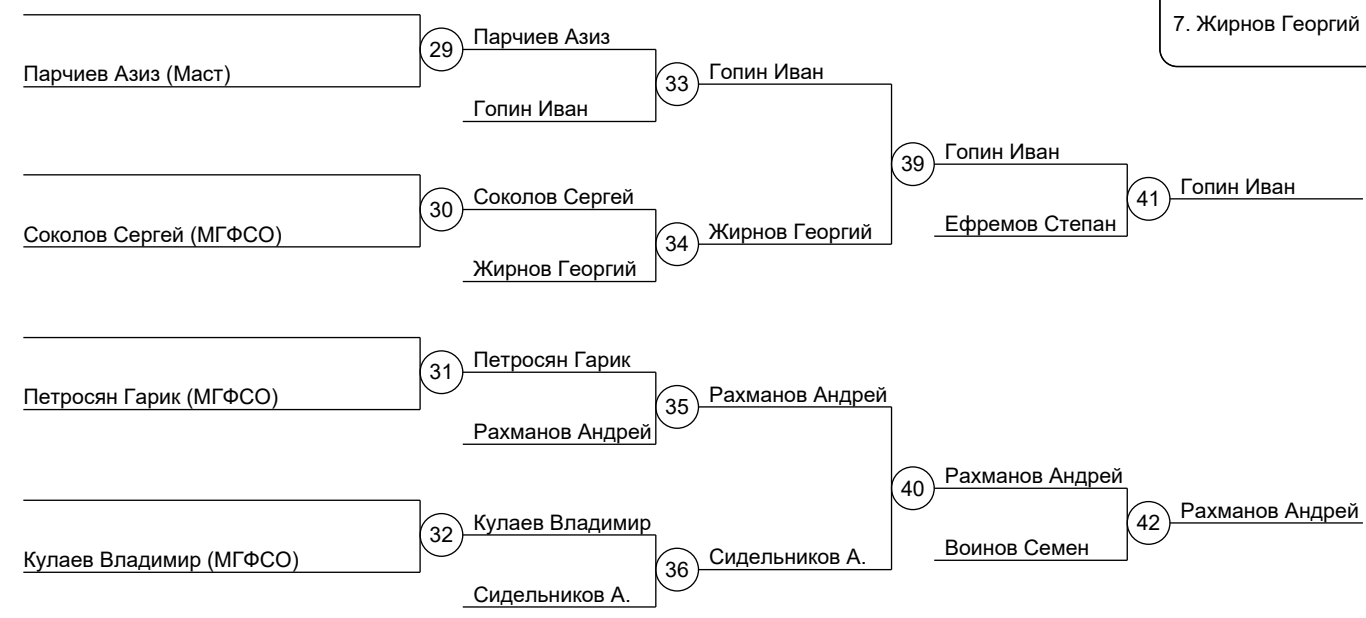 7. Жирнов Георгий
29
Парчиев Азиз
Парчиев Азиз (Маст)
33
Гопин Иван
Гопин Иван
39
Гопин Иван
30
Соколов Сергей
41
Гопин Иван
Соколов Сергей (МГФСО)
34
Жирнов Георгий
Ефремов Степан
Жирнов Георгий
31
Петросян Гарик
Петросян Гарик (МГФСО)
35
Рахманов Андрей
Рахманов Андрей
40
Рахманов Андрей
32
Кулаев Владимир
42
Рахманов Андрей
Кулаев Владимир (МГФСО)
36
Сидельников А.
Воинов Семен
Сидельников А.